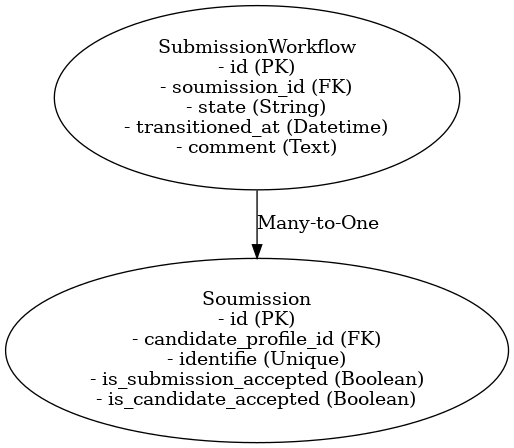 SubmissionWorkflow
- id (PK)
- soumission_id (FK)
- state (String)
- transitioned_at (Datetime)
- comment (Text)
Many-to-One
Soumission
- id (PK)
- candidate_profile_id (FK)
- identifie (Unique)
- is_submission_accepted (Boolean)
- is_candidate_accepted (Boolean)